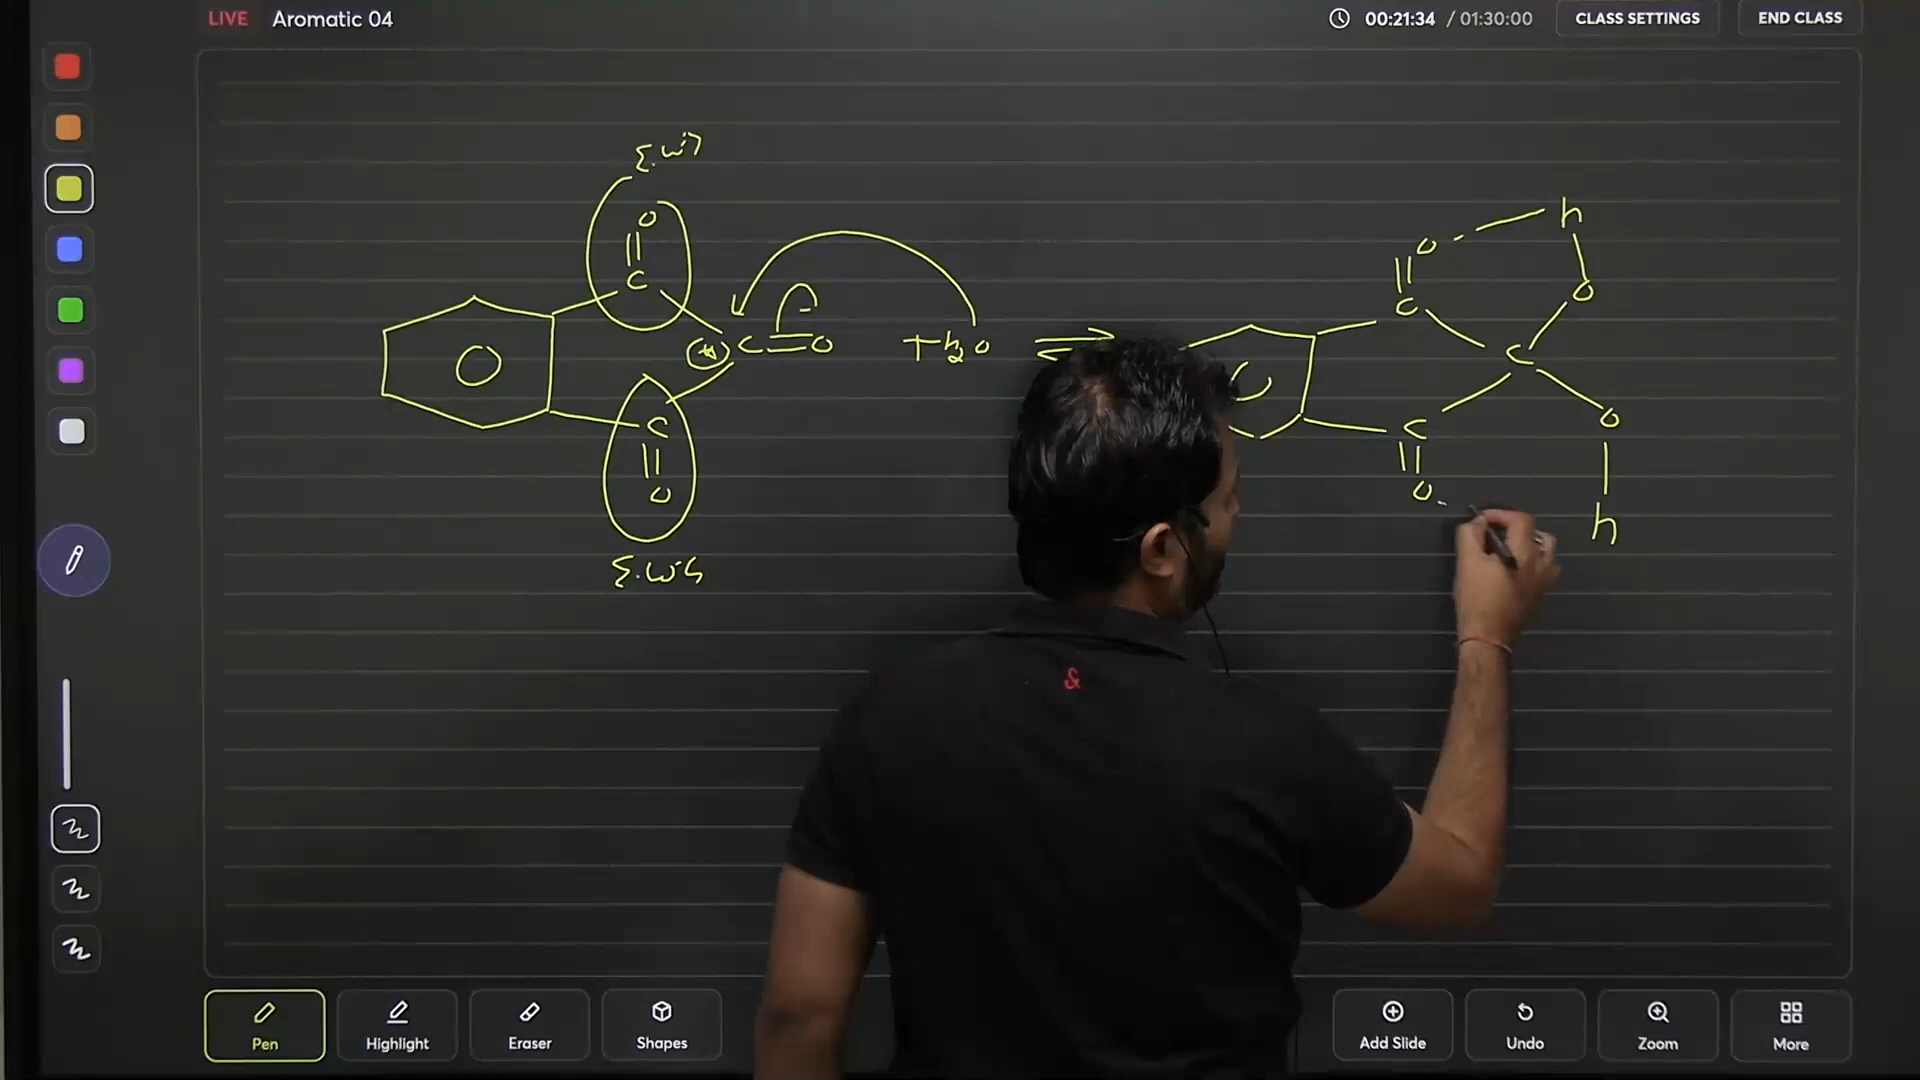 LIVE Aromatic 04 00:21:34 / 01:30:00 CLASS SETTINGS END CLASS
O
C
C=O + H2O ⇌
C
O
E.W.G
O H
C O
C
C O
O H
&
Pen Highlight Eraser Shapes Add Slide Undo Zoom More